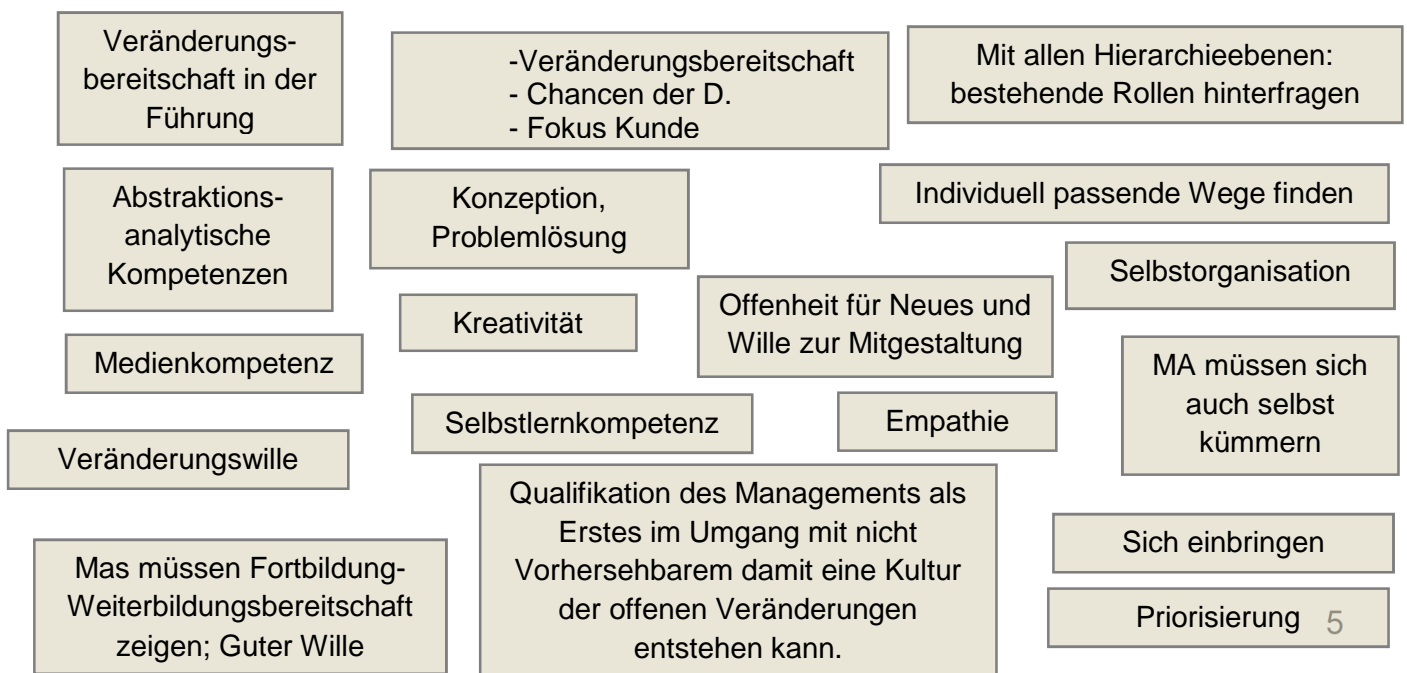 Veränderungs-
bereitschaft in der
Führung
-Veränderungsbereitschaft
- Chancen der D.
- Fokus Kunde
Mit allen Hierarchieebenen:
bestehende Rollen hinterfragen
Abstraktions-
analytische
Kompetenzen
Konzeption,
Problemlösung
Individuell passende Wege finden
Selbstorganisation
Offenheit für Neues und
Wille zur Mitgestaltung
Kreativität
Medienkompetenz
MA müssen sich
auch selbst
kümmern
Selbstlernkompetenz
Empathie
Veränderungswille
Qualifikation des Managements als
Erstes im Umgang mit nicht
Vorhersehbarem damit eine Kultur
der offenen Veränderungen
entstehen kann.
Sich einbringen
Mas müssen Fortbildung-
Weiterbildungsbereitschaft
zeigen; Guter Wille
Priorisierung
5